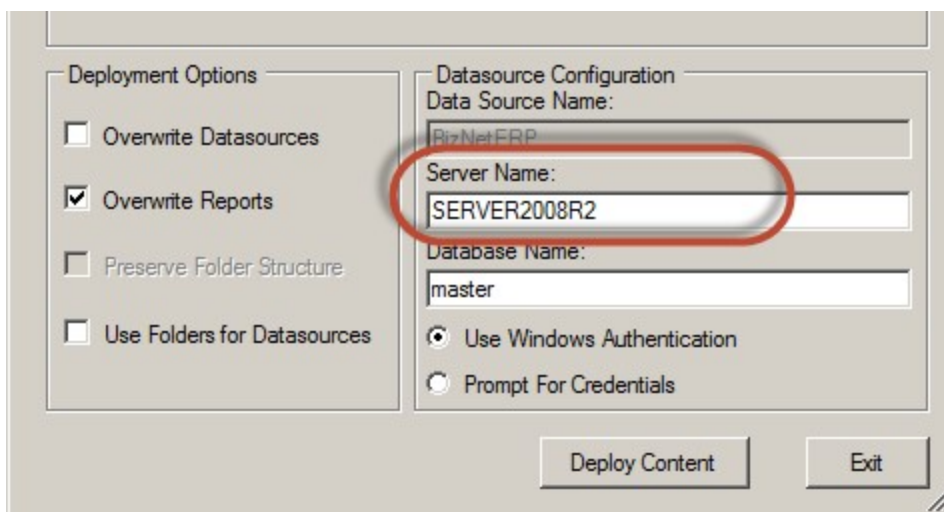 Deployment Options
Overwrite Datasources
Overwrite Reports
Preserve Folder Structure
Use Folders for Datasources
Datasource Configuration
Data Source Name:
BizNetERP
Server Name:
SERVER2008R2
Database Name:
master
Use Windows Authentication
Prompt For Credentials
Deploy Content
Exit